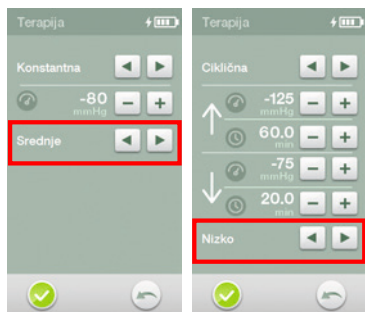 Terapija
Konstantna
-80
mmHg
Srednje
Terapija
Ciklična
-125
mmHg
60.0
min
-75
mmHg
20.0
min
Nizko